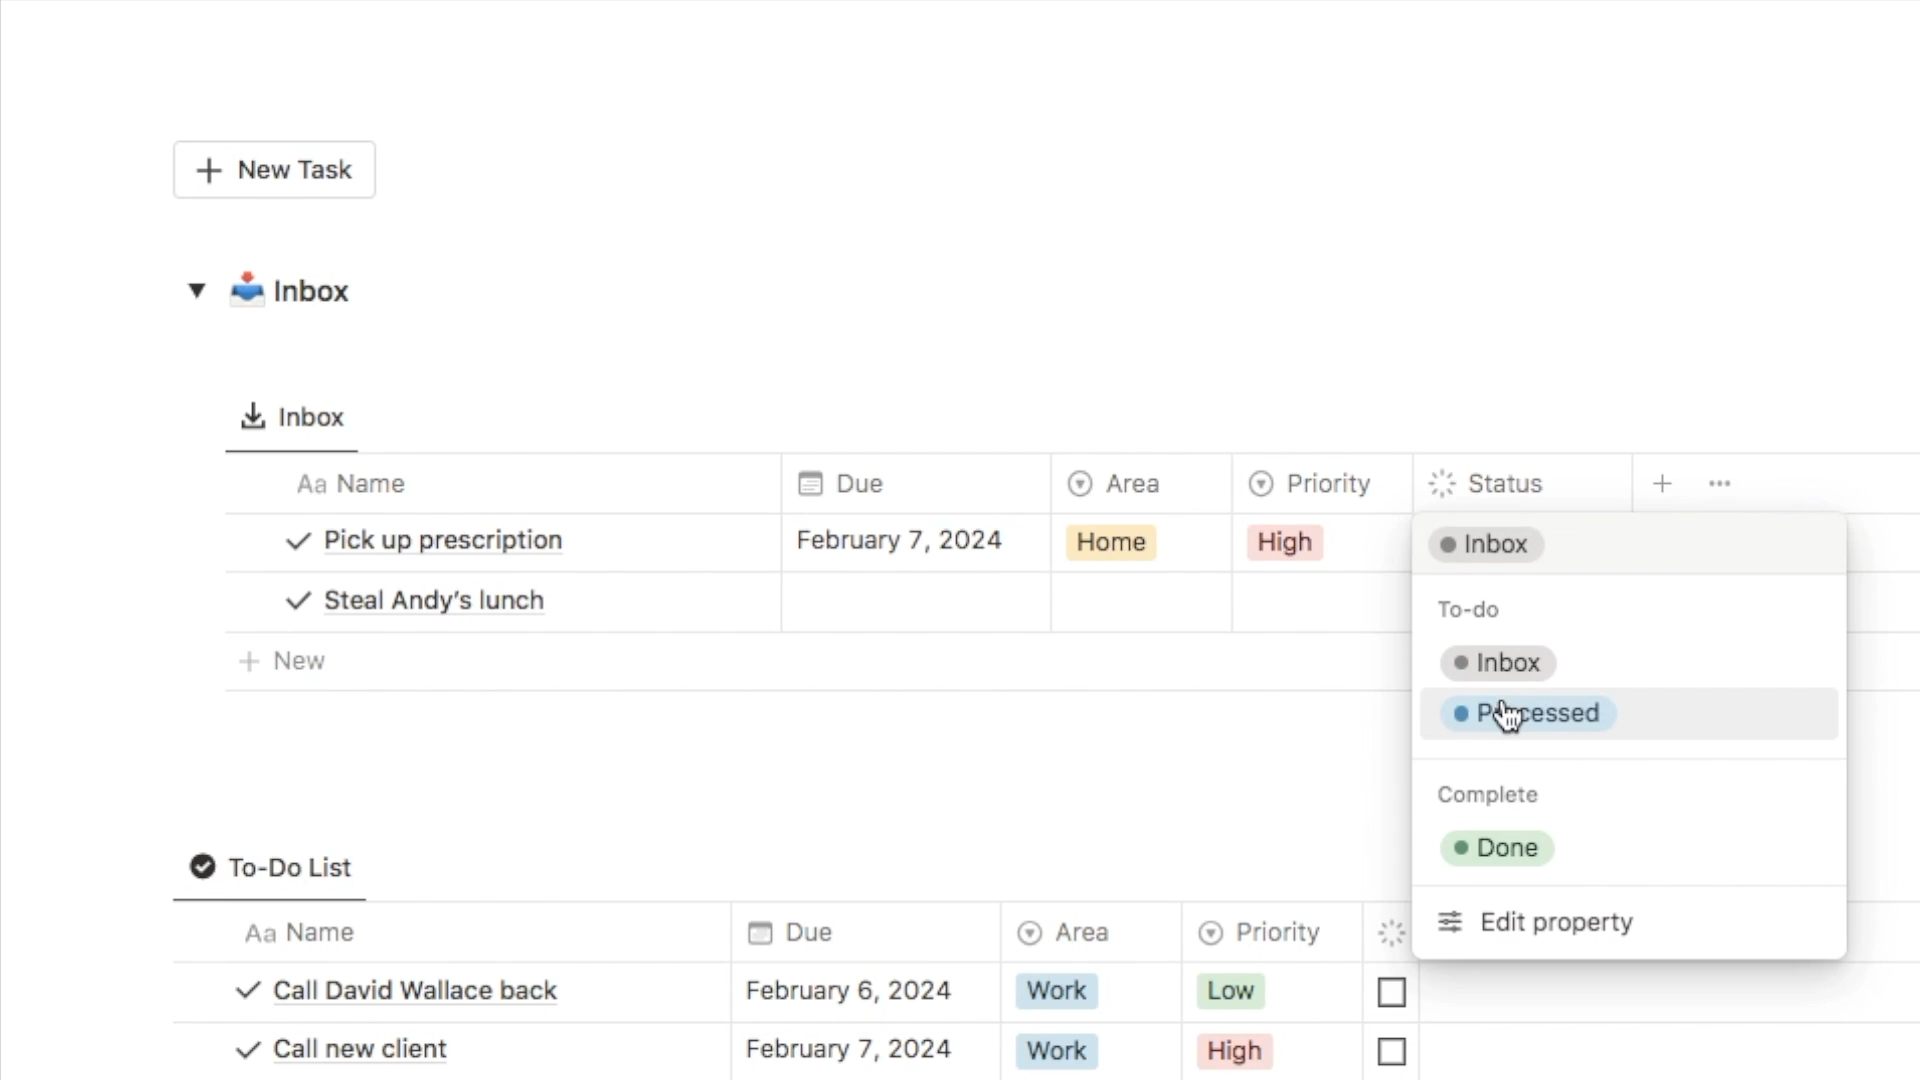 + New Task
Inbox
Inbox
Aa Name Due Area Priority Status + ...
Pick up prescription February 7, 2024 Home High Inbox
Steal Andy’s lunch
To-do
+ New
Inbox
Processed
Complete
Done
Edit property
To-Do List
Aa Name Due Area Priority
Call David Wallace back February 6, 2024 Work Low
Call new client February 7, 2024 Work High